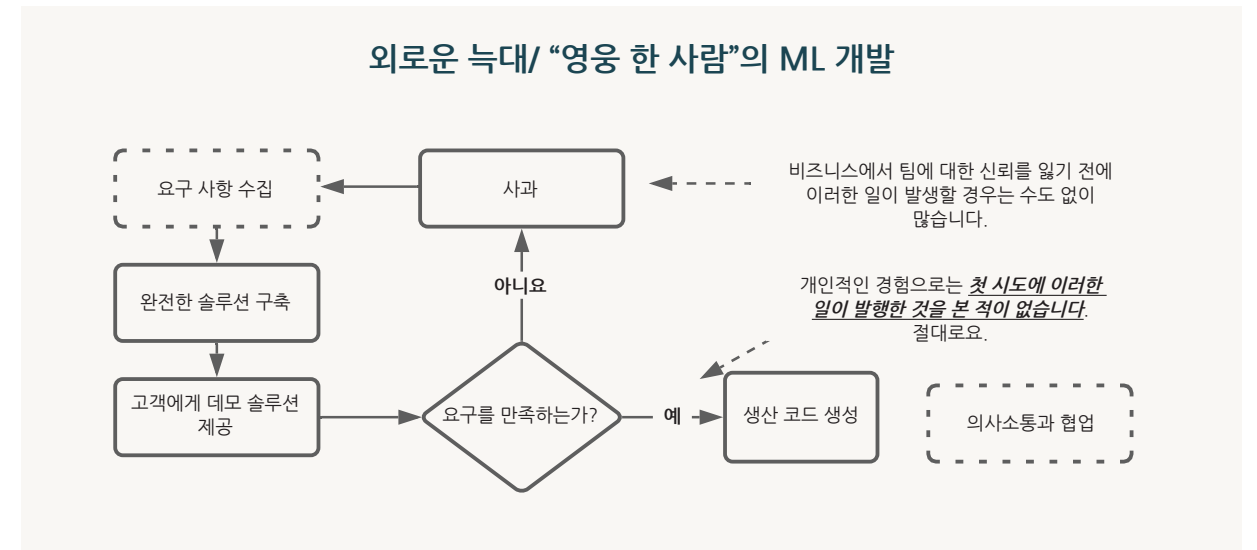 외로운 늑대/ “영웅 한 사람”의 ML 개발
요구 사항 수집
사과
비즈니스에서 팀에 대한 신뢰를 잃기 전에
이러한 일이 발생할 경우는 수도 없이
많습니다.
아니요
완전한 솔루션 구축
개인적인 경험으로는 첫 시도에 이러한
일이 발행한 것을 본 적이 없습니다.
절대로요.
고객에게 데모 솔루션
제공
요구를 만족하는가?
예
생산 코드 생성
의사소통과 협업